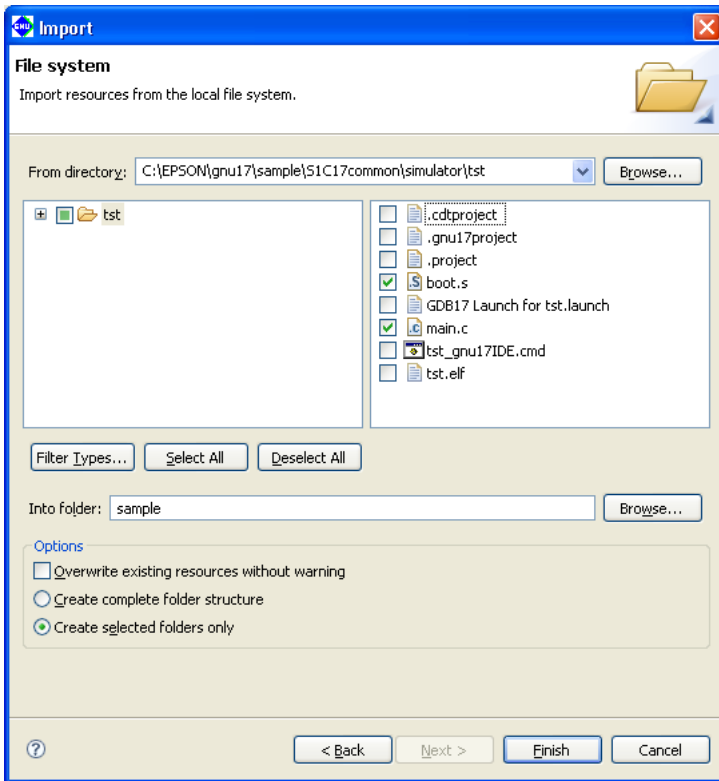 GNU Import
File system
Import resources from the local file system.
From directory: C:\EPSON\gnu17\sample\S1C17common\simulator\tst Browse...
tst
.cdtproject
.gnu17project
.project
.S boot.s
GDB17 Launch for tst.launch
.c main.c
tst_gnu17IDE.cmd
tst.elf
Filter Types... Select All Deselect All
Into folder: sample Browse...
Options
Overwrite existing resources without warning
Create complete folder structure
Create selected folders only
? < Back Next > Finish Cancel